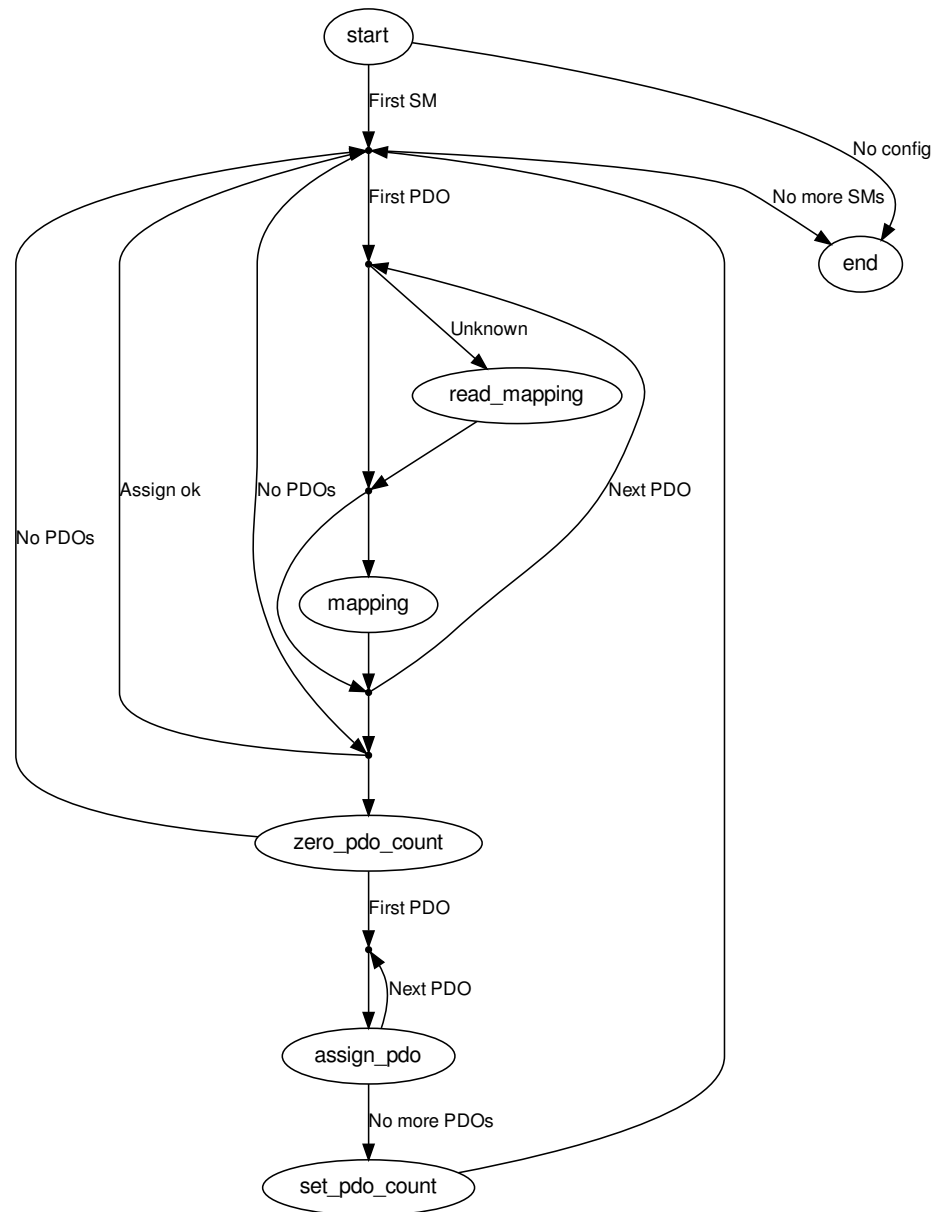 start
First SM
No config
No more SMs
First PDO
end
Unknown
read_mapping
No PDOs
Assign ok
No PDOs
Next PDO
mapping
zero_pdo_count
First PDO
Next PDO
assign_pdo
No more PDOs
set_pdo_count